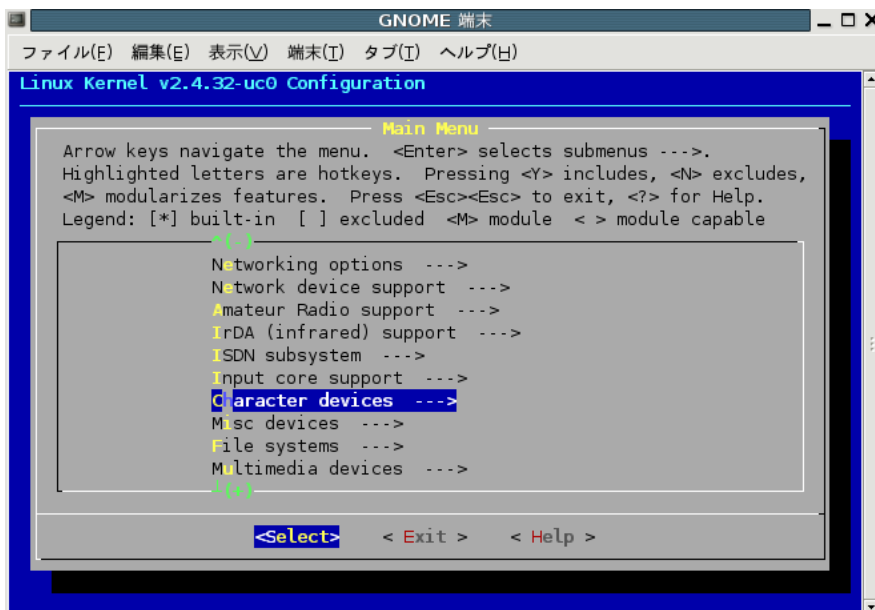 GNOME 端末
ファイル(F) 編集(E) 表示(V) 端末(T) タブ(T) ヘルプ(H)
Linux Kernel v2.4.32-uc0 Configuration
Main Menu
Arrow keys navigate the menu. <Enter> selects submenus --->.
Highlighted letters are hotkeys. Pressing <Y> includes, <N> excludes,
<M> modularizes features. Press <Esc><Esc> to exit, <?> for Help.
Legend: [*] built-in [ ] excluded <M> module < > module capable
^(-)
Networking options --->
Network device support --->
Amateur Radio support --->
IrDA (infrared) support --->
ISDN subsystem --->
Input core support --->
Character devices --->
Misc devices --->
File systems --->
Multimedia devices --->
┴(+)
<Select> < Exit > < Help >